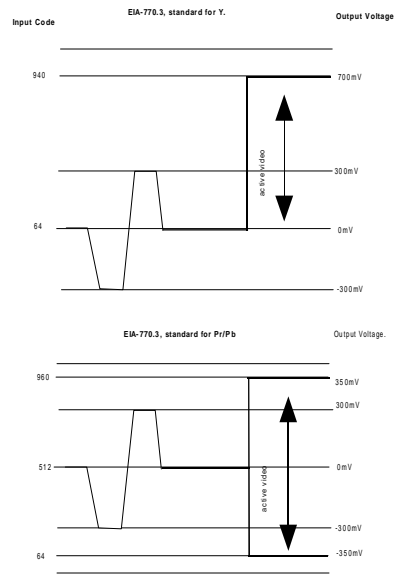 EIA-770.3, standard for Y.
Input Code
Output Voltage
940
700mV
active video
300mV
64
0mV
-300mV
EIA-770.3, standard for Pr/Pb
Output Voltage.
960
350mV
300mV
512
0mV
active video
-300mV
64
-350mV